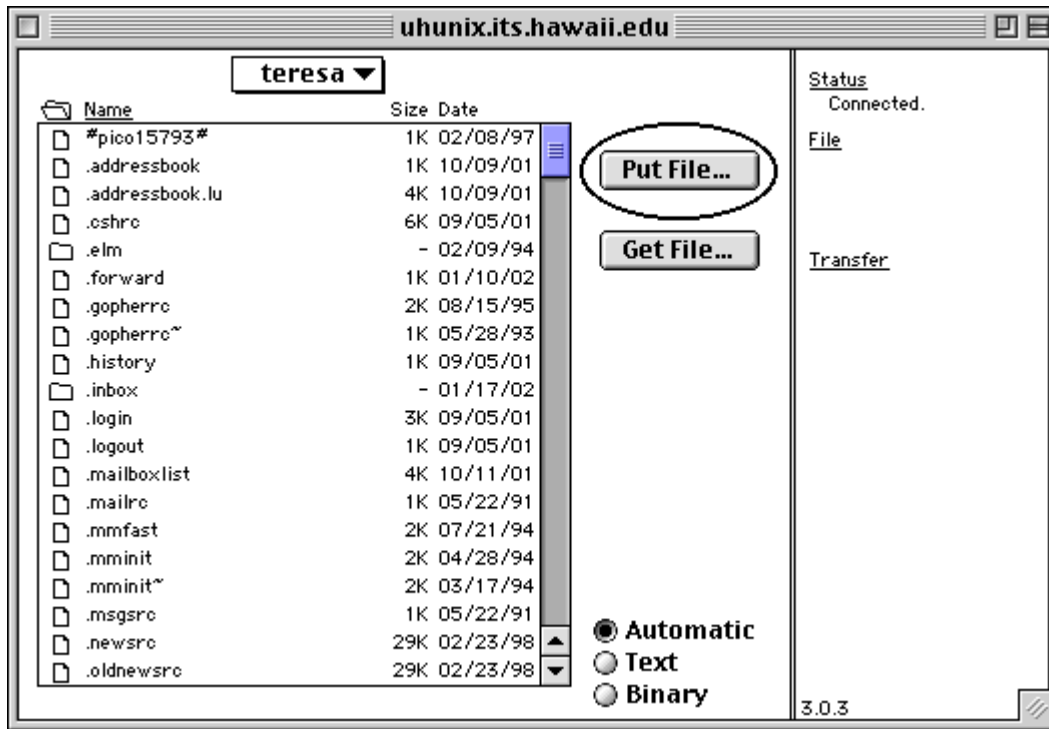 uhunix.its.hawaii.edu
teresa
Name Size Date
#pico15793# 1K 02/08/97
.addressbook 1K 10/09/01
.addressbook.lu 4K 10/09/01
.cshrc 6K 09/05/01
.elm - 02/09/94
.forward 1K 01/10/02
.gopherrc 2K 08/15/95
.gopherrc~ 1K 05/28/93
.history 1K 09/05/01
.inbox - 01/17/02
.login 3K 09/05/01
.logout 1K 09/05/01
.mailboxlist 4K 10/11/01
.mailrc 1K 05/22/91
.mmfast 2K 07/21/94
.mminit 2K 04/28/94
.mminit~ 2K 03/17/94
.msgsrc 1K 05/22/91
.newsrc 29K 02/23/98
.oldnewsrc 29K 02/23/98
Put File...
Get File...
Automatic
Text
Binary
Status
Connected.
File
Transfer
3.0.3